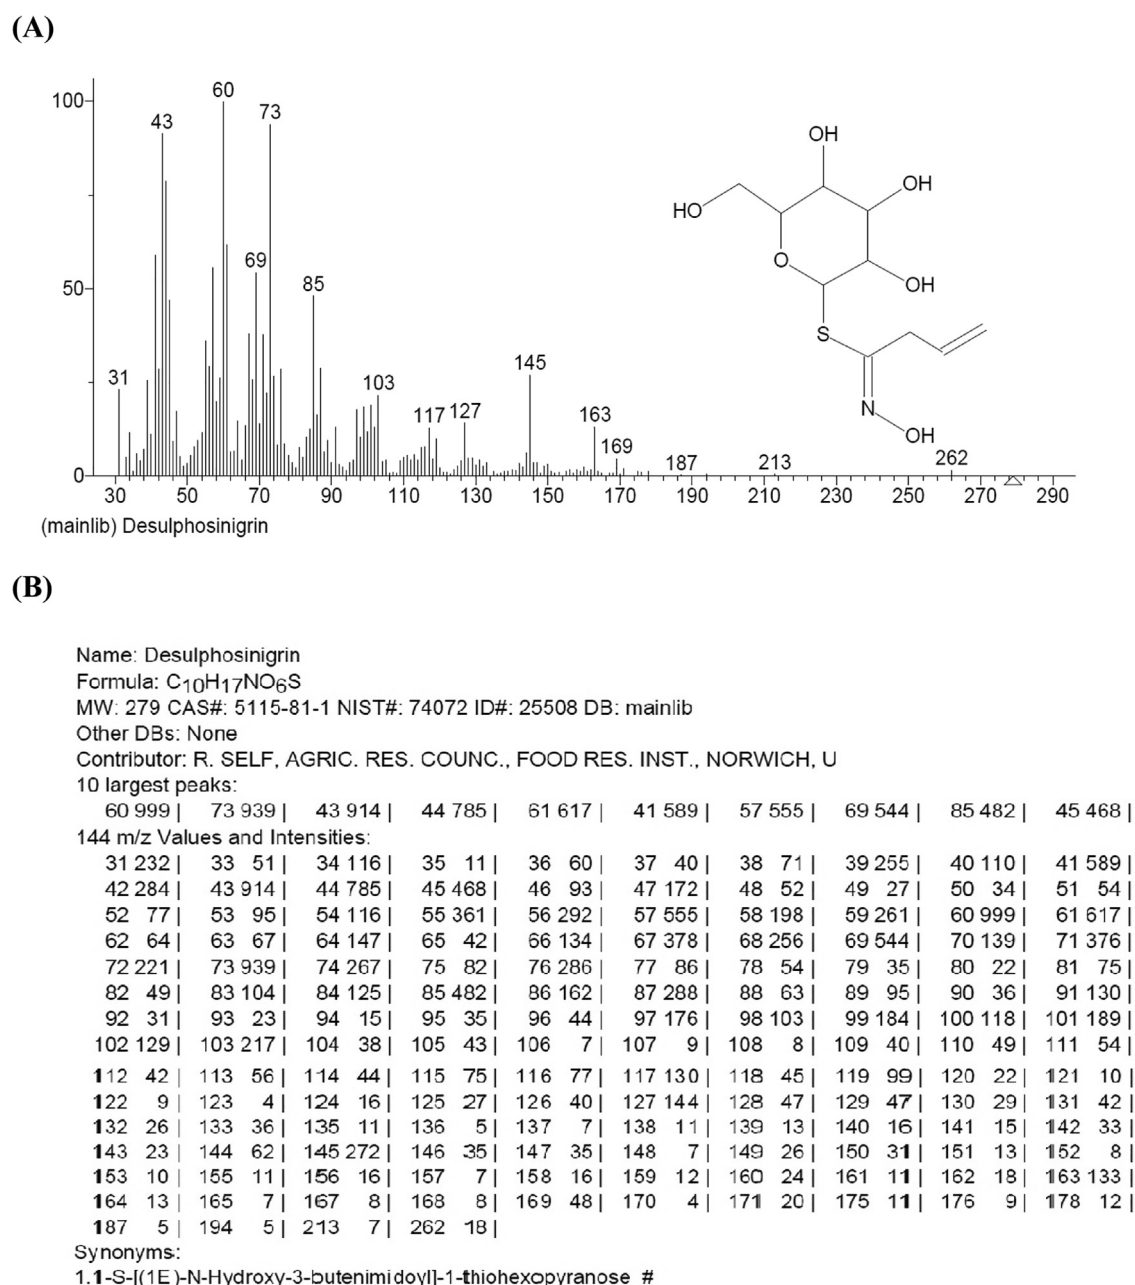 (A)
100
50
0
60
43
73
69
85
31
103
117
127
145
163
169
187
213
262
30 50 70 90 110 130 150 170 190 210 230 250 270 290
(mainlib) Desulphosinigrin
OH
OH
HO
O
OH
S
N
OH
(B)
Name: Desulphosinigrin
Formula: C10H17NO6S
MW: 279 CAS#: 5115-81-1 NIST#: 74072 ID#: 25508 DB: mainlib
Other DBs: None
Contributor: R. SELF, AGRIC. RES. COUNC., FOOD RES. INST., NORWICH, U
10 largest peaks:
60 999 | 73 939 | 43 914 | 44 785 | 61 617 | 41 589 | 57 555 | 69 544 | 85 482 | 45 468 |
144 m/z Values and Intensities:
31 232 | 33 51 | 34 116 | 35 11 | 36 60 | 37 40 | 38 71 | 39 255 | 40 110 | 41 589 |
42 284 | 43 914 | 44 785 | 45 468 | 46 93 | 47 172 | 48 52 | 49 27 | 50 34 | 51 54 |
52 77 | 53 95 | 54 116 | 55 361 | 56 292 | 57 555 | 58 198 | 59 261 | 60 999 | 61 617 |
62 64 | 63 67 | 64 147 | 65 42 | 66 134 | 67 378 | 68 256 | 69 544 | 70 139 | 71 376 |
72 221 | 73 939 | 74 267 | 75 82 | 76 286 | 77 86 | 78 54 | 79 35 | 80 22 | 81 75 |
82 49 | 83 104 | 84 125 | 85 482 | 86 162 | 87 288 | 88 63 | 89 95 | 90 36 | 91 130 |
92 31 | 93 23 | 94 15 | 95 35 | 96 44 | 97 176 | 98 103 | 99 184 | 100 118 | 101 189 |
102 129 | 103 217 | 104 38 | 105 43 | 106 7 | 107 9 | 108 8 | 109 40 | 110 49 | 111 54 |
112 42 | 113 56 | 114 44 | 115 75 | 116 77 | 117 130 | 118 45 | 119 99 | 120 22 | 121 10 |
122 9 | 123 4 | 124 16 | 125 27 | 126 40 | 127 144 | 128 47 | 129 47 | 130 29 | 131 42 |
132 26 | 133 36 | 135 11 | 136 5 | 137 7 | 138 11 | 139 13 | 140 16 | 141 15 | 142 33 |
143 23 | 144 62 | 145 272 | 146 35 | 147 35 | 148 7 | 149 26 | 150 31 | 151 13 | 152 8 |
153 10 | 155 11 | 156 16 | 157 7 | 158 16 | 159 12 | 160 24 | 161 11 | 162 18 | 163 133 |
164 13 | 165 7 | 167 8 | 168 8 | 169 48 | 170 4 | 171 20 | 175 11 | 176 9 | 178 12 |
187 5 | 194 5 | 213 7 | 262 18 |
Synonyms:
1.1-S-[(1E)-N-Hydroxy-3-butenimidoyl]-1-thiohexopyranose #